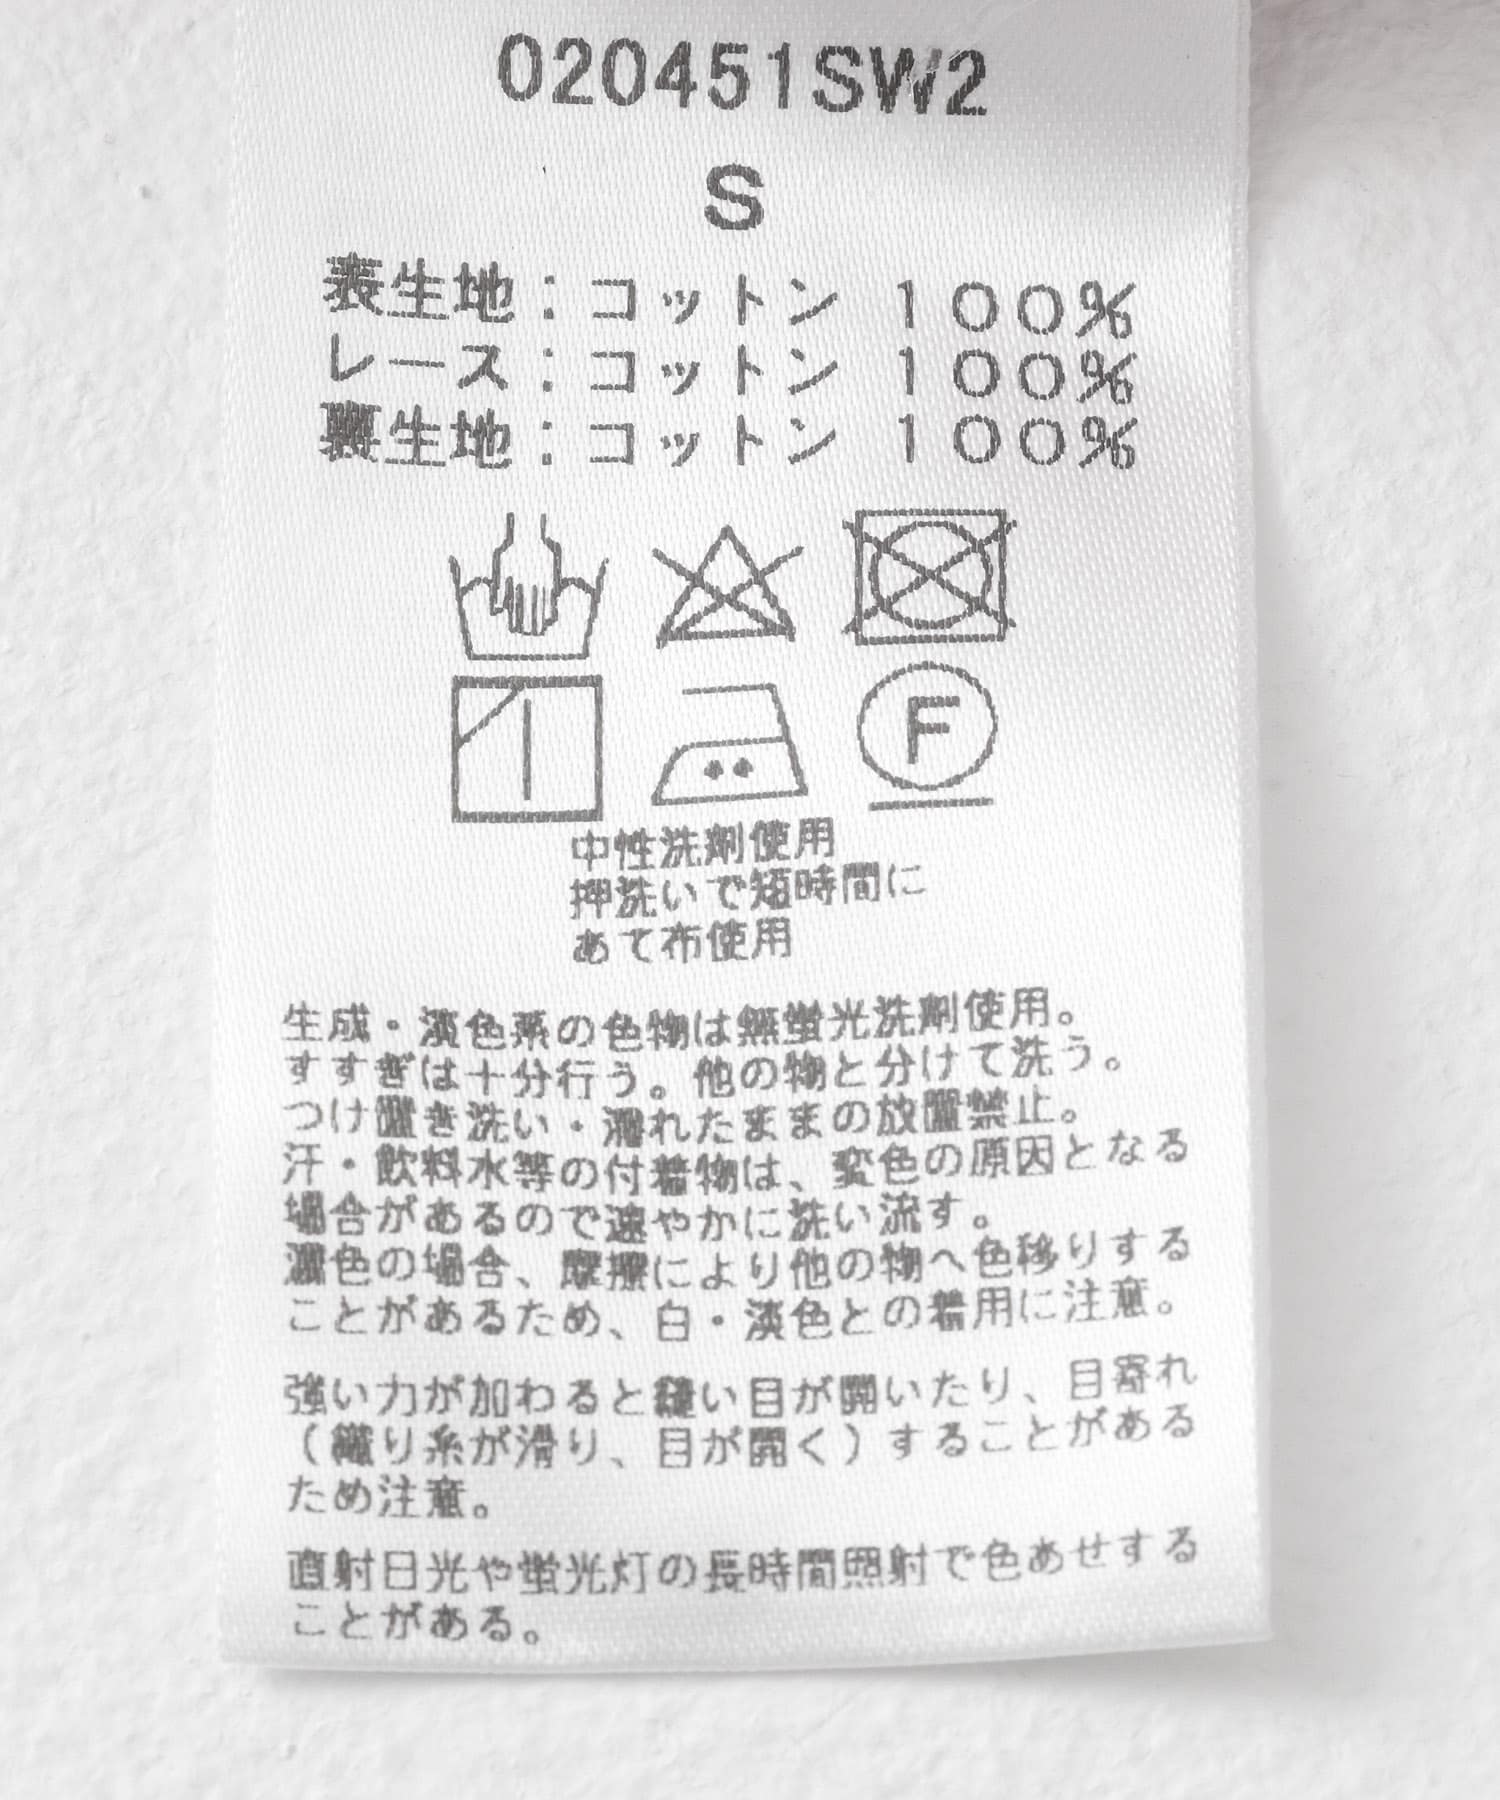 020451SW2
S
表生地：コットン　１００％
レース：コットン　１００％
裏生地：コットン　１００％
F
中性洗剤使用
押洗いで短時間に
あて布使用
生成・淡色系の色物は無蛍光洗剤使用。
すすぎは十分行う。他の物と分けて洗う。
つけ置き洗い・濡れたままの放置禁止。
汗・飲料水等の付着物は、変色の原因となる
場合があるので速やかに洗い流す。
濃色の場合、摩擦により他の物へ色移りする
ことがあるため、白・淡色との着用に注意。
強い力が加わると縫い目が開いたり、目寄れ
（織り糸が滑り、目が開く）することがある
ため注意。
直射日光や蛍光灯の長時間照射で色あせする
ことがある。